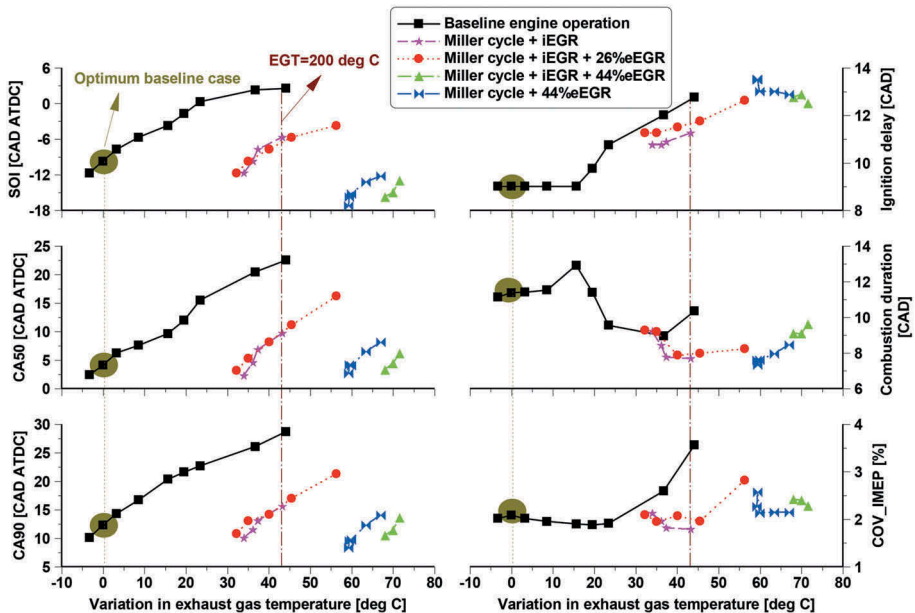 Baseline engine operation
Miller cycle + iEGR
Miller cycle + iEGR + 26%eEGR
Miller cycle + iEGR + 44%eEGR
Miller cycle + 44%eEGR
EGT=200 deg C
Optimum baseline case
SOI [CAD ATDC]
6
0
-6
-12
-18
Ignition delay [CAD]
14
13
12
11
10
9
8
CA50 [CAD ATDC]
25
20
15
10
5
0
Combustion duration
[CAD]
14
12
10
8
6
CA90 [CAD ATDC]
30
25
20
15
10
5
COV_IMEP [%]
4
3
2
1
-10 0 10 20 30 40 50 60 70 80
Variation in exhaust gas temperature [deg C]
-10 0 10 20 30 40 50 60 70 80
Variation in exhaust gas temperature [deg C]